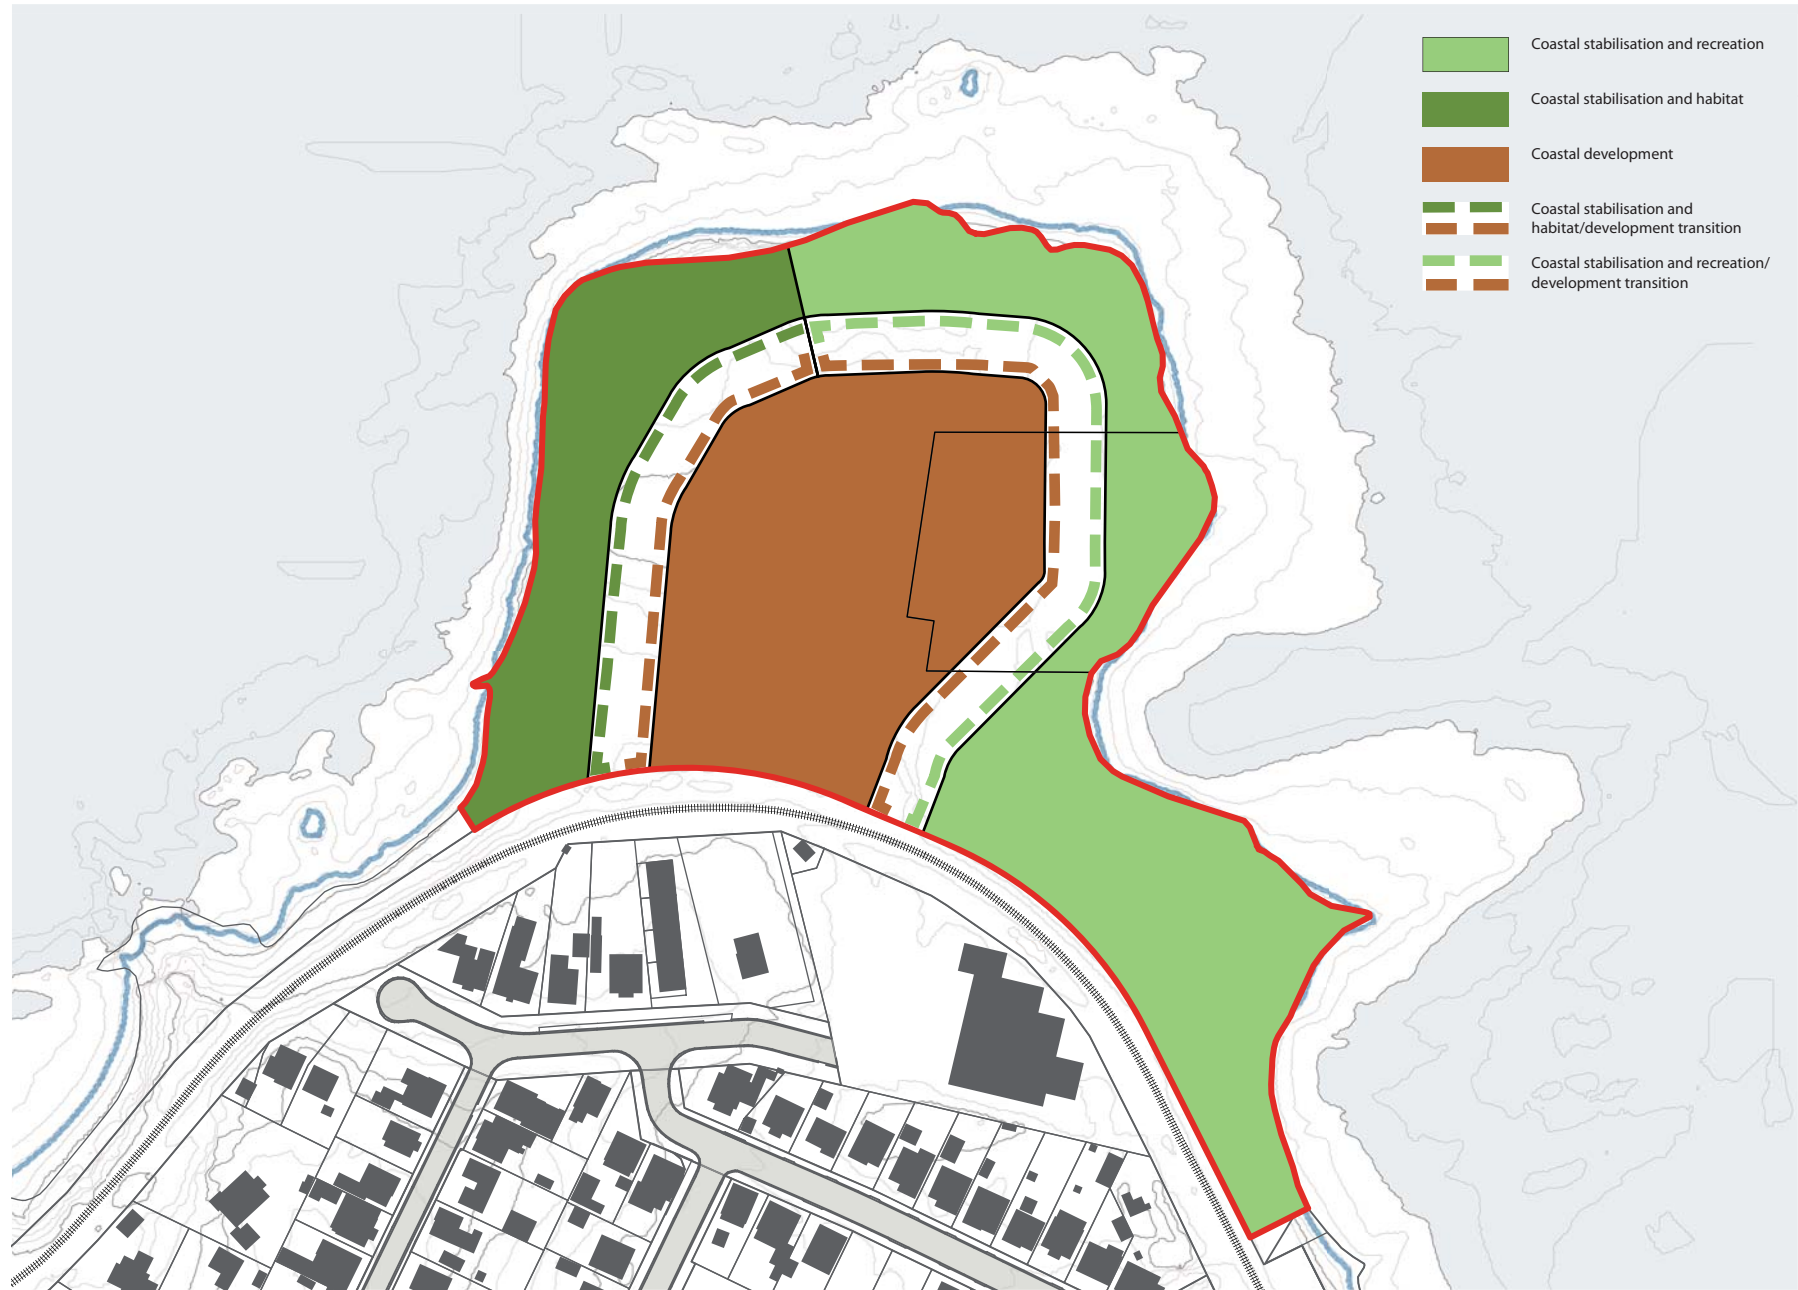 Coastal stabilisation and recreation
Coastal stabilisation and habitat
Coastal development
Coastal stabilisation and
habitat/development transition
Coastal stabilisation and recreation/
development transition